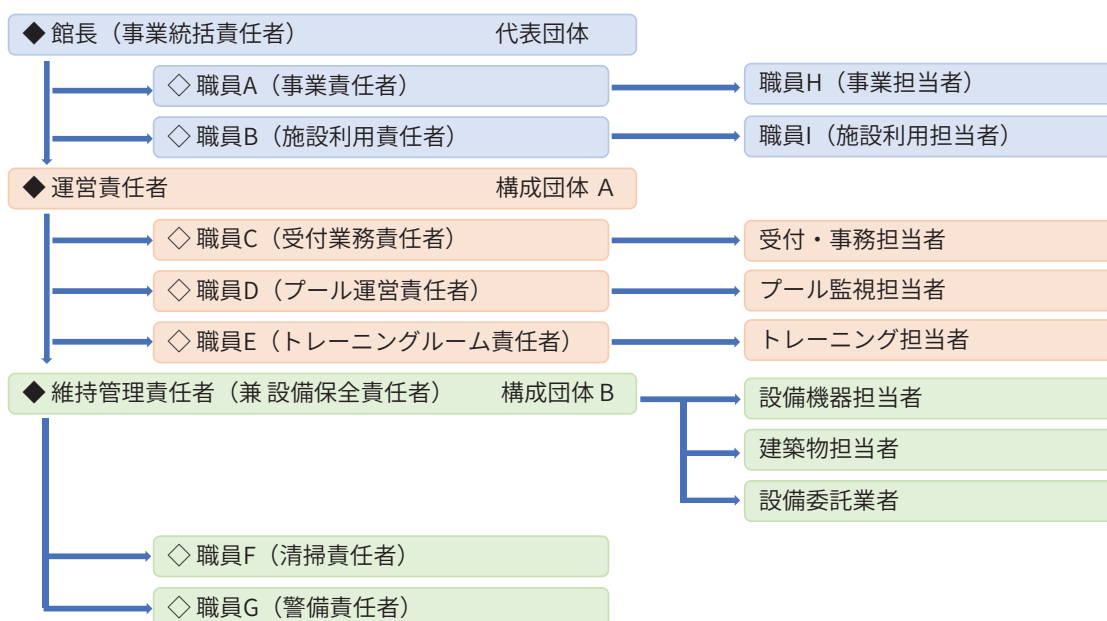 ◆ 館長（事業統括責任者） 代表団体
◇ 職員A（事業責任者）
職員H（事業担当者）
◇ 職員B（施設利用責任者）
職員I（施設利用担当者）
◆ 運営責任者 構成団体 A
◇ 職員C（受付業務責任者）
受付・事務担当者
◇ 職員D（プール運営責任者）
プール監視担当者
◇ 職員E（トレーニングルーム責任者）
トレーニング担当者
◆ 維持管理責任者（兼 設備保全責任者） 構成団体 B
設備機器担当者
建築物担当者
設備委託業者
◇ 職員F（清掃責任者）
◇ 職員G（警備責任者）